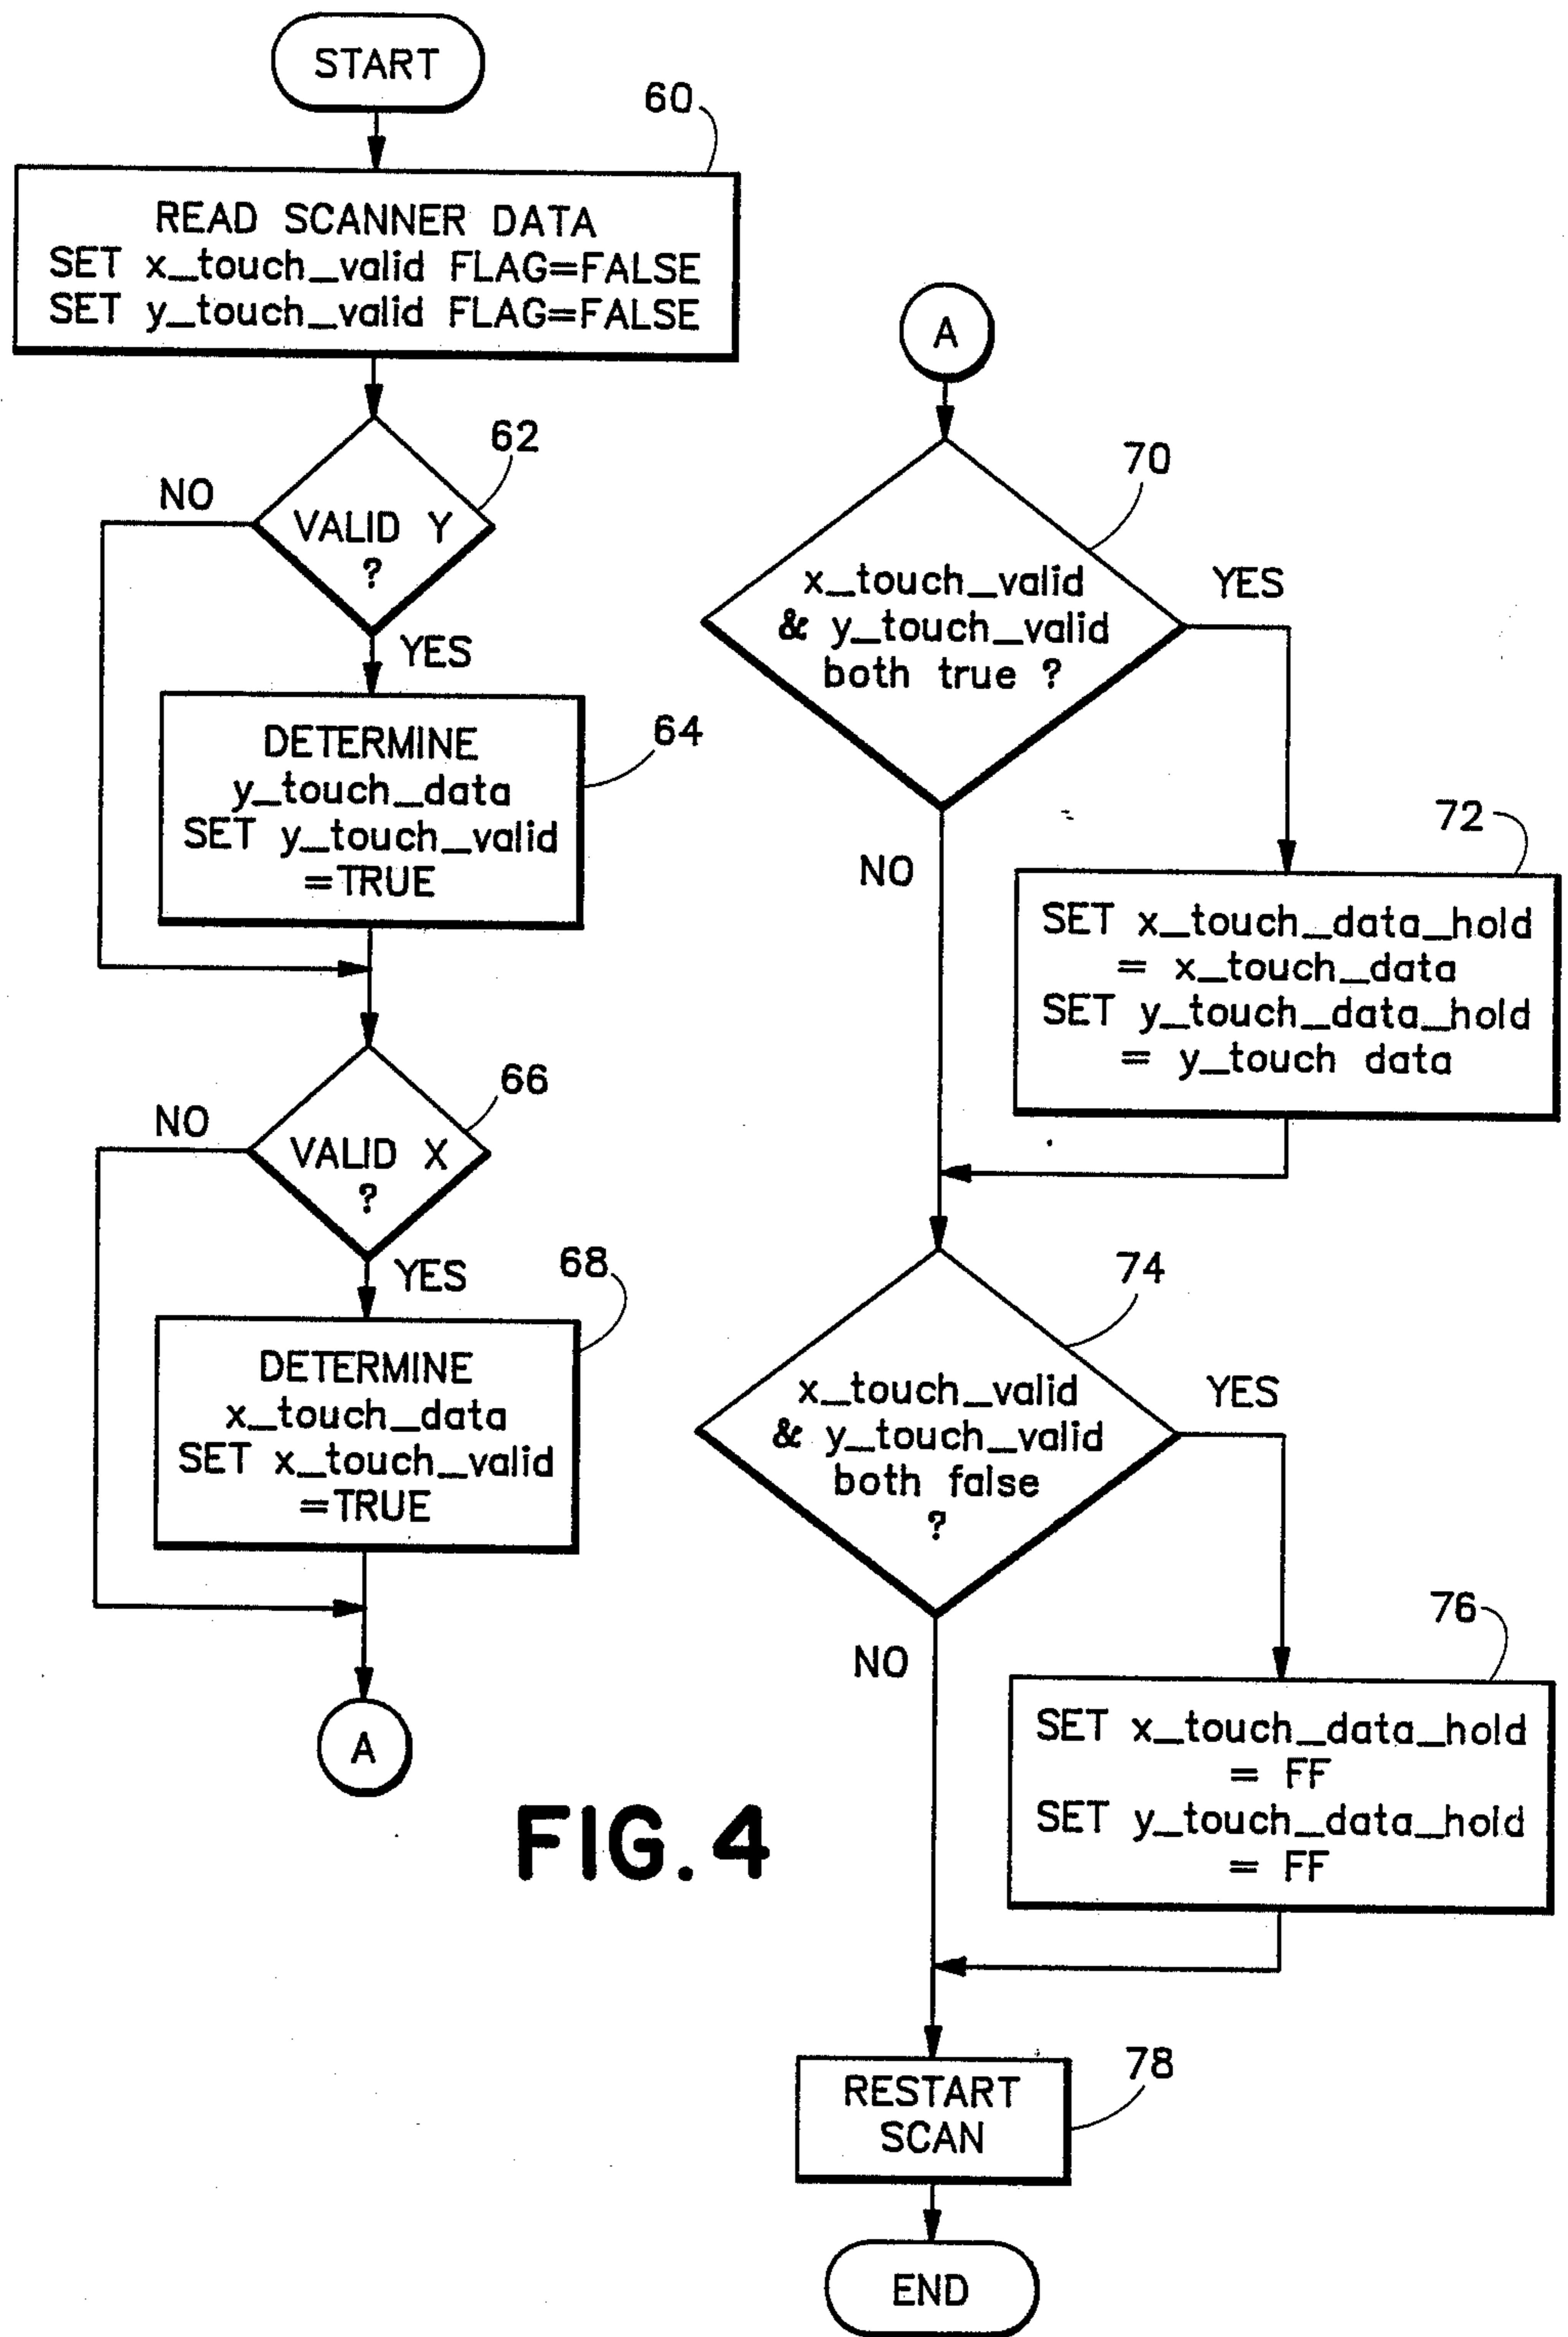 START
60
READ SCANNER DATA
SET x_touch_valid FLAG=FALSE
SET y_touch_valid FLAG=FALSE
62
NO
VALID Y
?
YES
64
DETERMINE
y_touch_data
SET y_touch_valid
=TRUE
66
NO
VALID X
?
YES
68
DETERMINE
x_touch_data
SET x_touch_valid
=TRUE
A
A
70
x_touch_valid
& y_touch_valid
both true ?
YES
NO
72
SET x_touch_data_hold
= x_touch_data
SET y_touch_data_hold
= y_touch data
74
x_touch_valid
& y_touch_valid
both false
?
YES
NO
76
SET x_touch_data_hold
= FF
SET y_touch_data_hold
= FF
78
RESTART
SCAN
END
FIG. 4